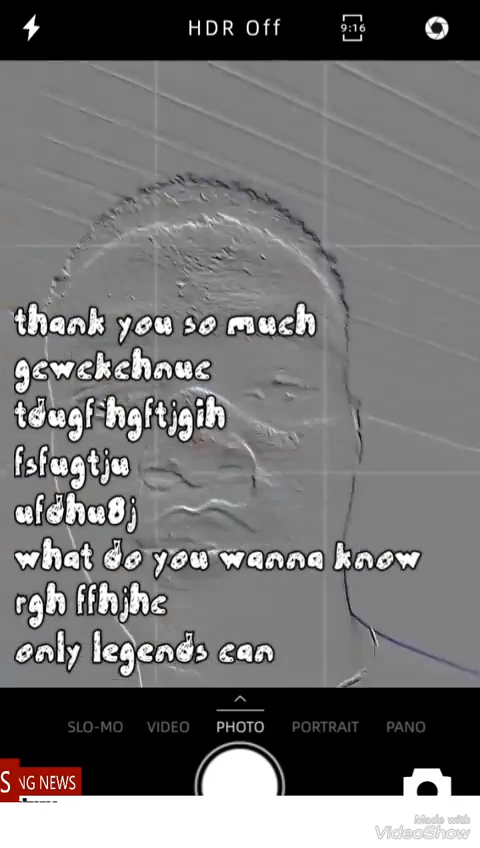 HDR Off
9:16
thank you so much
gcwckchnuc
tdugf hgftjgih
fsfugtju
ufdhu8j
what do you wanna know
rgh ffhjhc
only legends can
SLO-MO VIDEO PHOTO PORTRAIT PANO
S NG NEWS
Made with
VideoShow